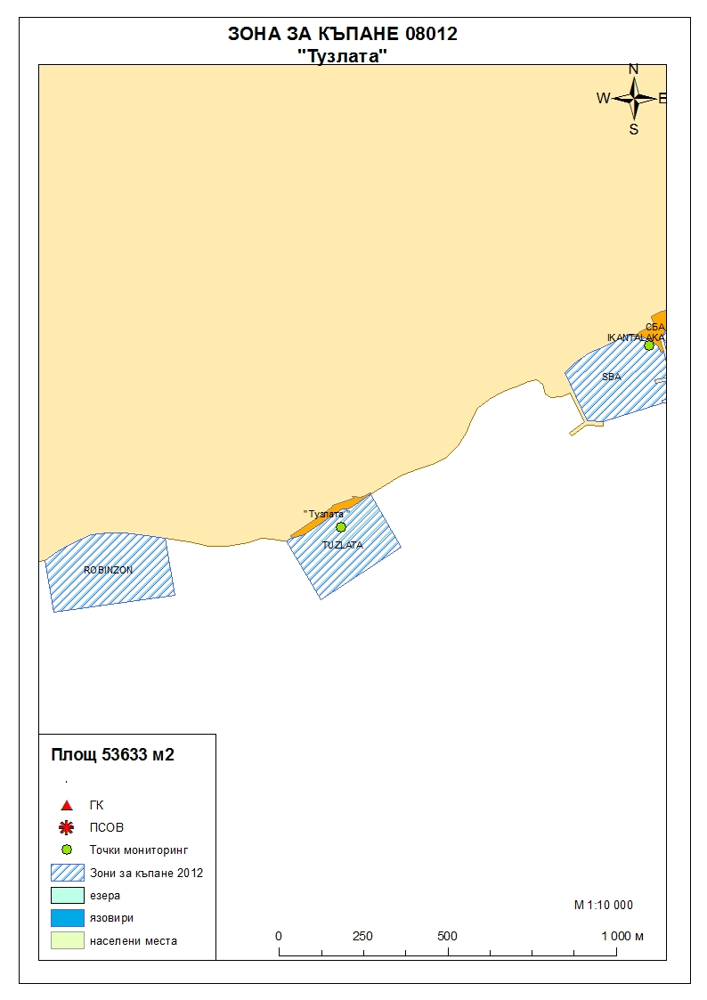 ЗОНА ЗА КЪПАНЕ 08012
"Тузлата"
N
W E
S
СБА
IKANTALAKA
SBA
"Тузлата"
TUZLATA
ROBINZON
Площ 53633 м2
ГК
ПСОВ
Точки мониторинг
Зони за къпане 2012
езера
язовири
населени места
М 1:10 000
0 250 500 1 000 м